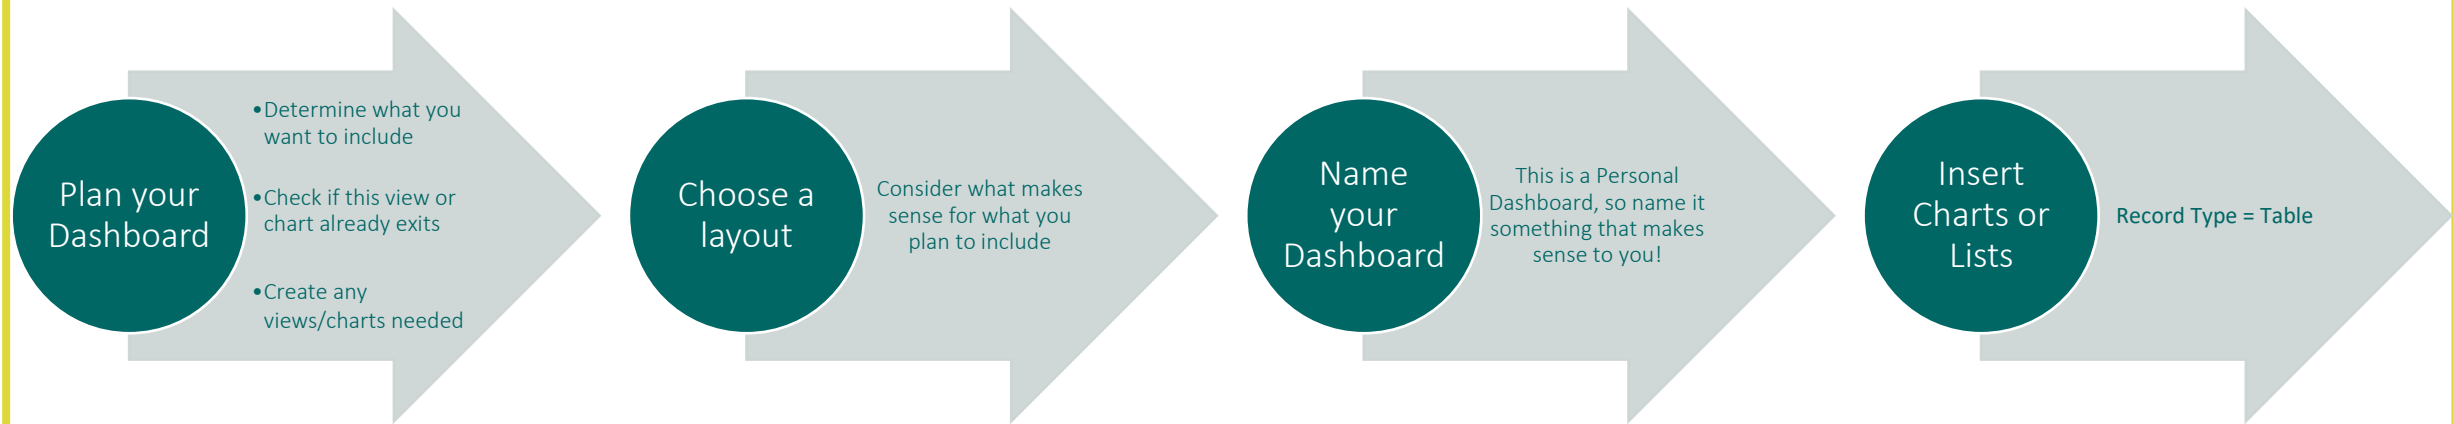 Plan your
Dashboard
•Determine what you
want to include
•Check if this view or
chart already exits
•Create any
views/charts needed
Choose a
layout
Consider what makes
sense for what you
plan to include
Name
your
Dashboard
This is a Personal
Dashboard, so name it
something that makes
sense to you!
Insert
Charts or
Lists
Record Type = Table